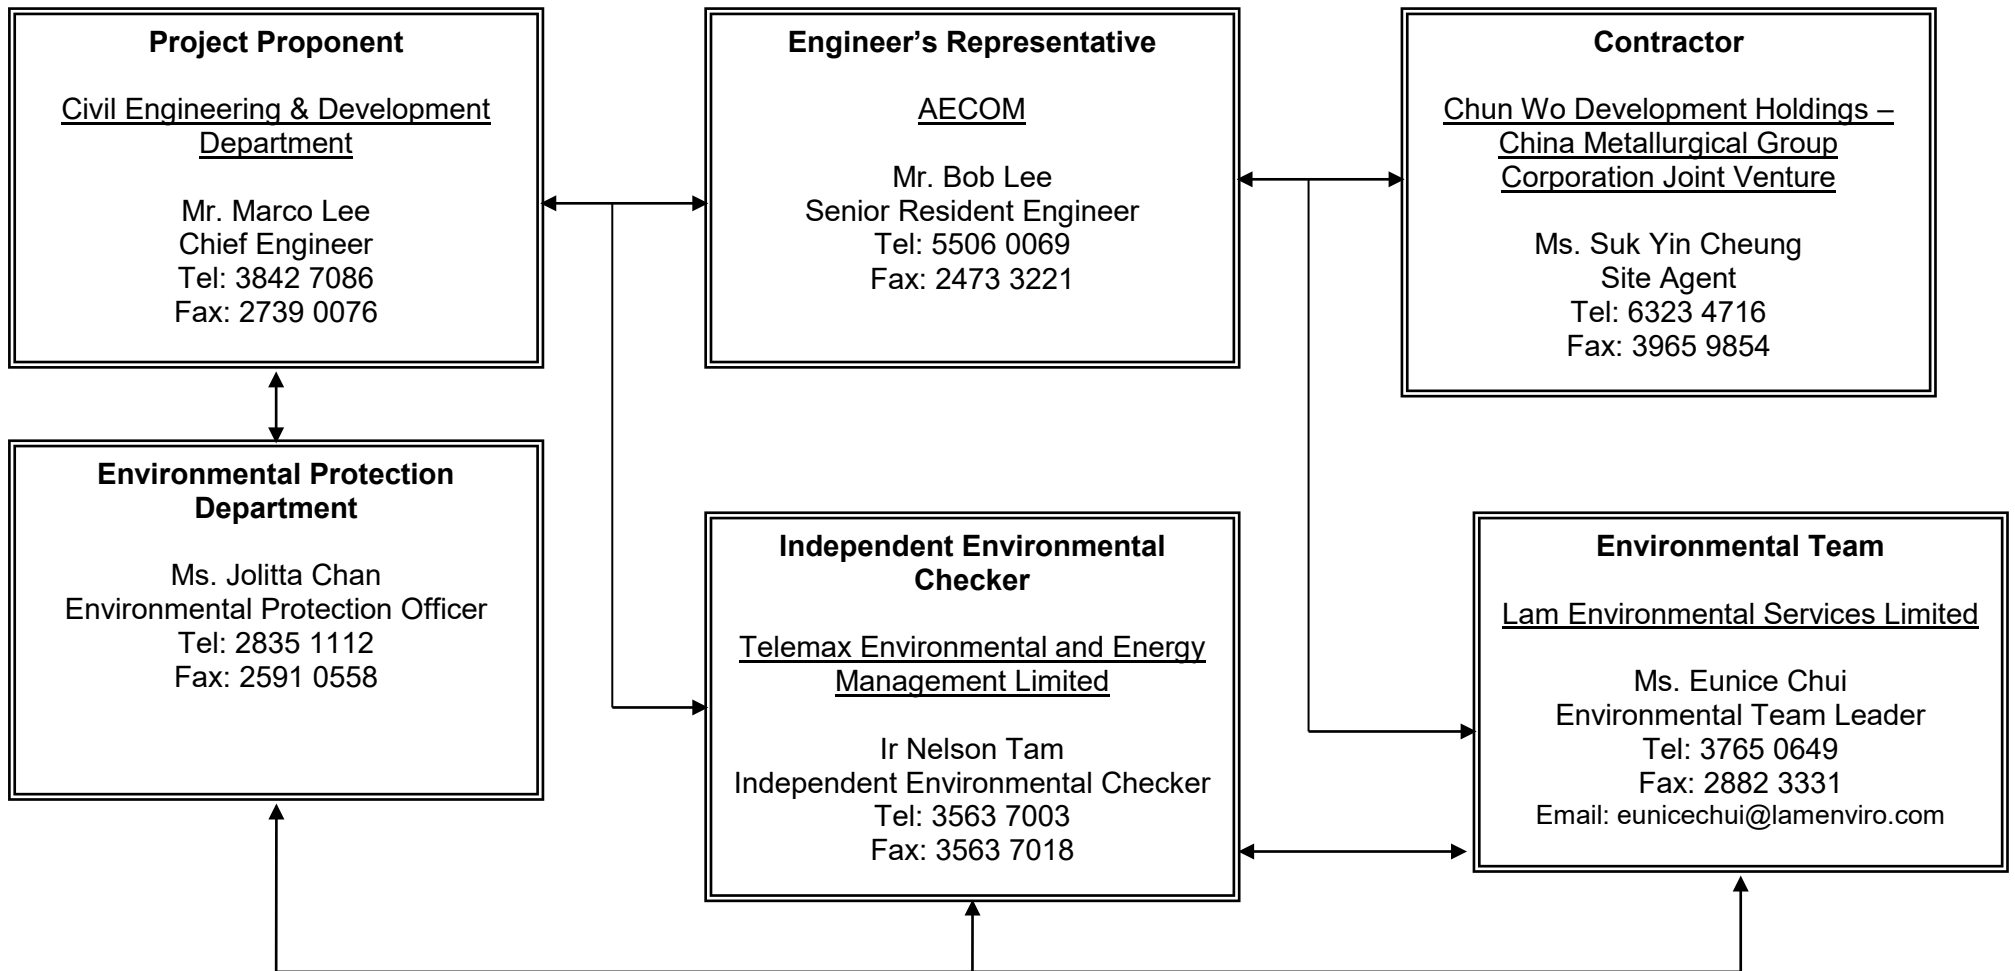 Project Proponent
Civil Engineering & Development
Department
Mr. Marco Lee
Chief Engineer
Tel: 3842 7086
Fax: 2739 0076
Engineer’s Representative
AECOM
Mr. Bob Lee
Senior Resident Engineer
Tel: 5506 0069
Fax: 2473 3221
Contractor
Chun Wo Development Holdings –
China Metallurgical Group
Corporation Joint Venture
Ms. Suk Yin Cheung
Site Agent
Tel: 6323 4716
Fax: 3965 9854
Environmental Protection
Department
Ms. Jolitta Chan
Environmental Protection Officer
Tel: 2835 1112
Fax: 2591 0558
Independent Environmental
Checker
Telemax Environmental and Energy
Management Limited
Ir Nelson Tam
Independent Environmental Checker
Tel: 3563 7003
Fax: 3563 7018
Environmental Team
Lam Environmental Services Limited
Ms. Eunice Chui
Environmental Team Leader
Tel: 3765 0649
Fax: 2882 3331
Email: eunicechui@lamenviro.com